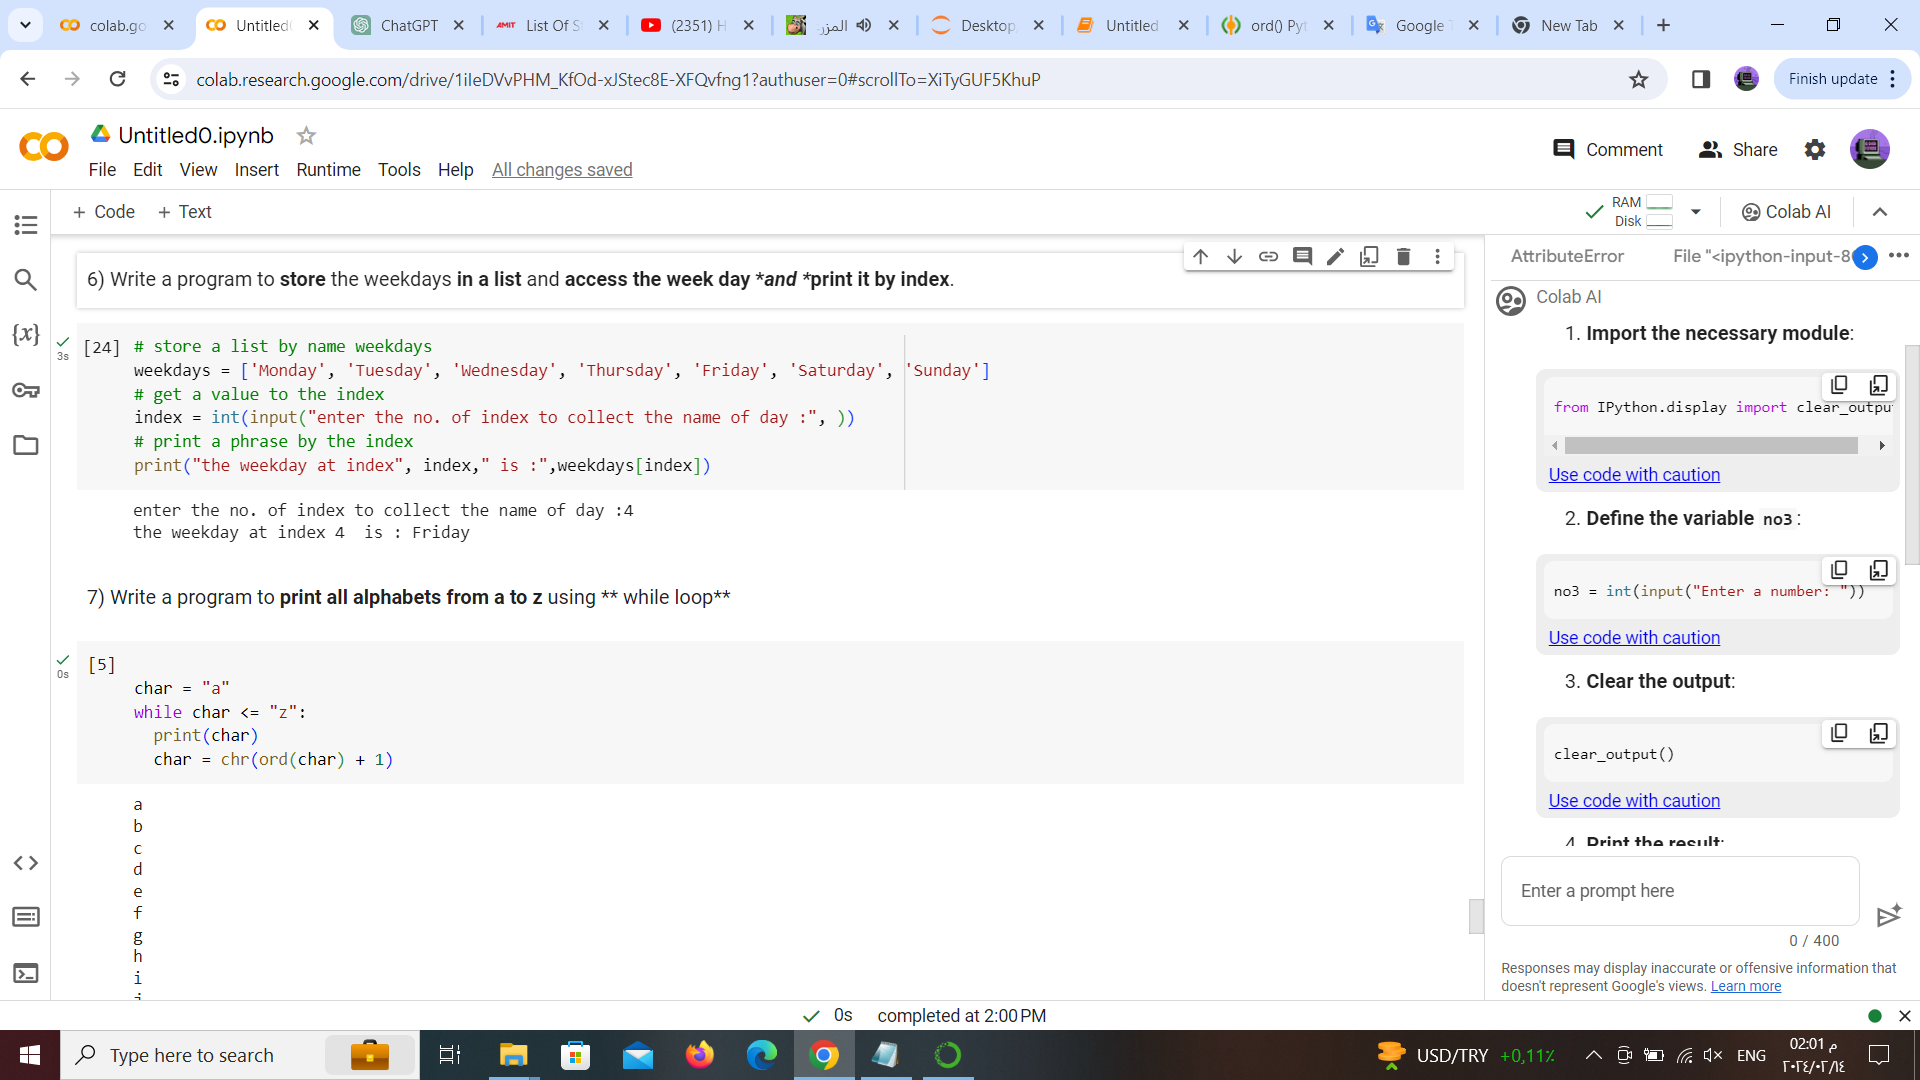 colab.go
Untitled
ChatGPT
AMIT List Of S
(2351) H
المزر
Desktop
Untitled
ord() Pyt
Google T
New Tab
colab.research.google.com/drive/1iIeDVvPHM_KfOd-xJStec8E-XFQvfng1?authuser=0#scrollTo=XiTyGUF5KhuP
Finish update
CO Untitled0.ipynb
Comment Share
File Edit View Insert Runtime Tools Help All changes saved
+ Code + Text
RAM
Disk
Colab AI
6) Write a program to store the weekdays in a list and access the week day *and *print it by index.
3s
[24] # store a list by name weekdays
weekdays = ['Monday', 'Tuesday', 'Wednesday', 'Thursday', 'Friday', 'Saturday', 'Sunday']
# get a value to the index
index = int(input("enter the no. of index to collect the name of day :", ))
# print a phrase by the index
print("the weekday at index", index," is :",weekdays[index])
enter the no. of index to collect the name of day :4
the weekday at index 4  is : Friday
7) Write a program to print all alphabets from a to z using ** while loop**
0s
[5]
char = "a"
while char <= "z":
  print(char)
  char = chr(ord(char) + 1)
a
b
c
d
e
f
g
h
i
{x}
AttributeError File "<ipython-input-8
Colab AI
1. Import the necessary module:
from IPython.display import clear_outpu
Use code with caution
2. Define the variable no3:
no3 = int(input("Enter a number: "))
Use code with caution
3. Clear the output:
clear_output()
Use code with caution
4. Print the result:
Enter a prompt here
0 / 400
Responses may display inaccurate or offensive information that
doesn't represent Google's views. Learn more
0s completed at 2:00 PM
Type here to search
USD/TRY +0,11%
ENG
02:01 م
٢٠٢٤/٠٢/١٤